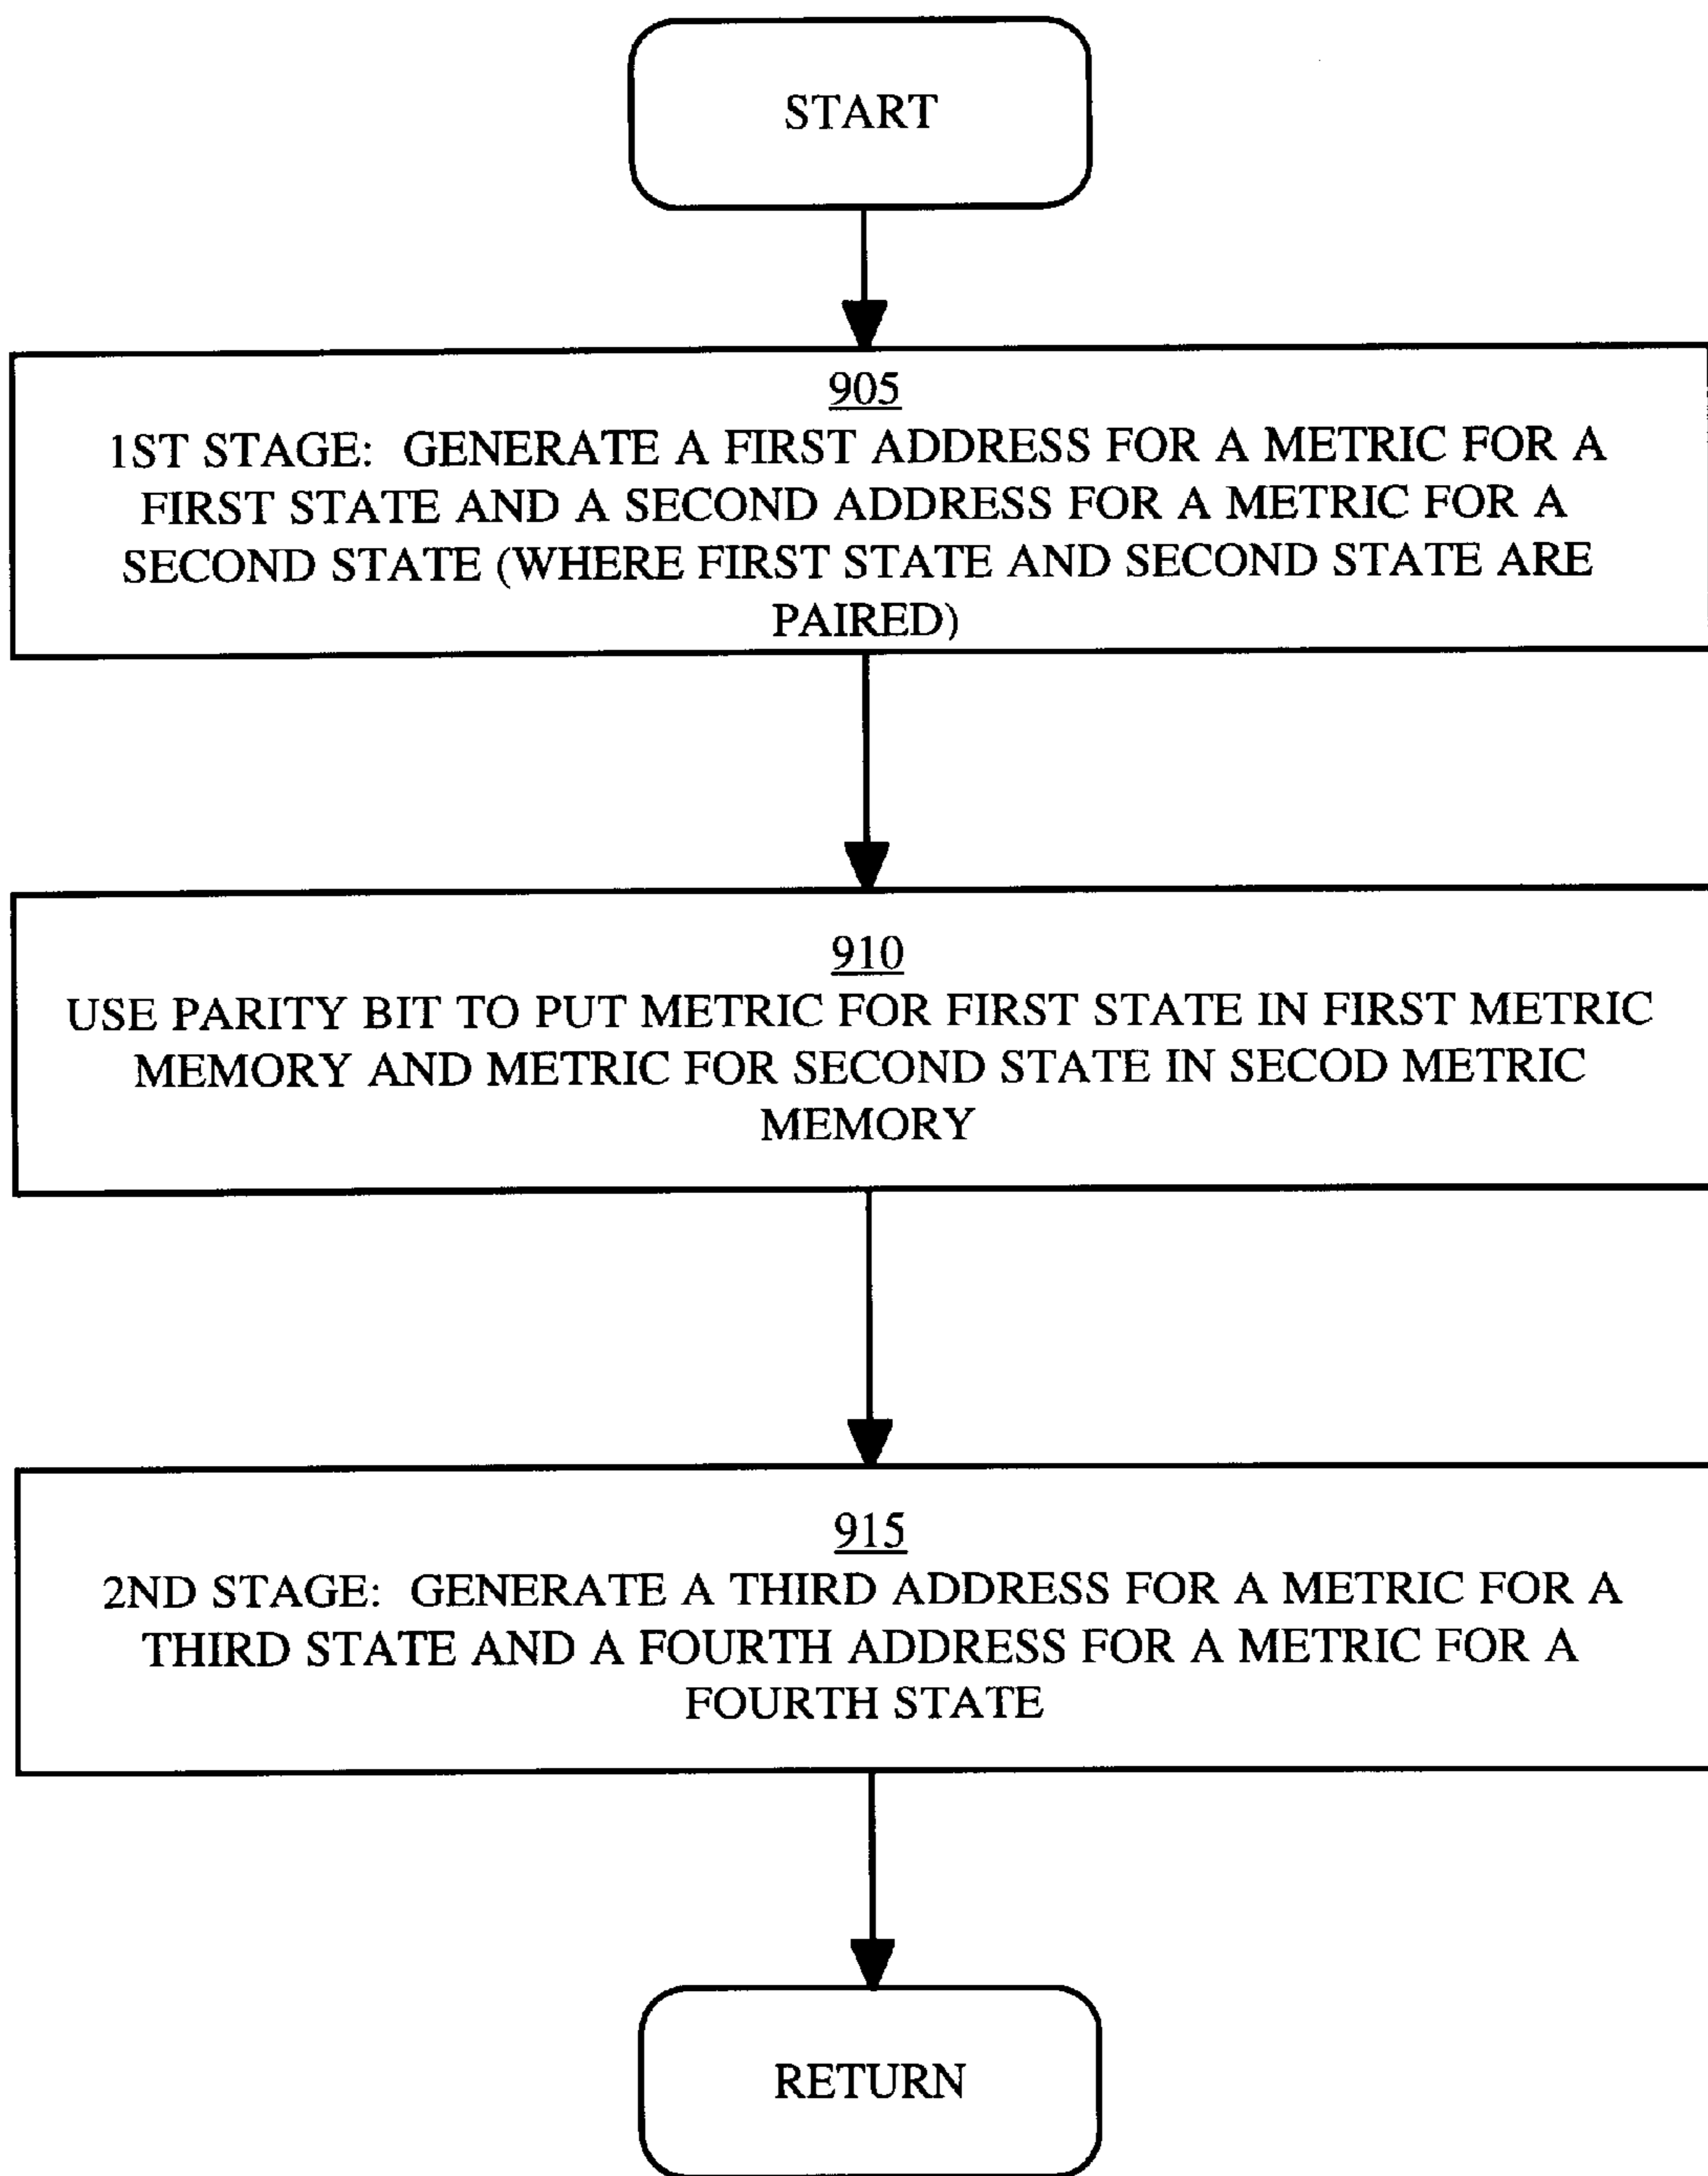 START
905
1ST STAGE: GENERATE A FIRST ADDRESS FOR A METRIC FOR A
FIRST STATE AND A SECOND ADDRESS FOR A METRIC FOR A
SECOND STATE (WHERE FIRST STATE AND SECOND STATE ARE
PAIRED)
910
USE PARITY BIT TO PUT METRIC FOR FIRST STATE IN FIRST METRIC
MEMORY AND METRIC FOR SECOND STATE IN SECOD METRIC
MEMORY
915
2ND STAGE: GENERATE A THIRD ADDRESS FOR A METRIC FOR A
THIRD STATE AND A FOURTH ADDRESS FOR A METRIC FOR A
FOURTH STATE
RETURN